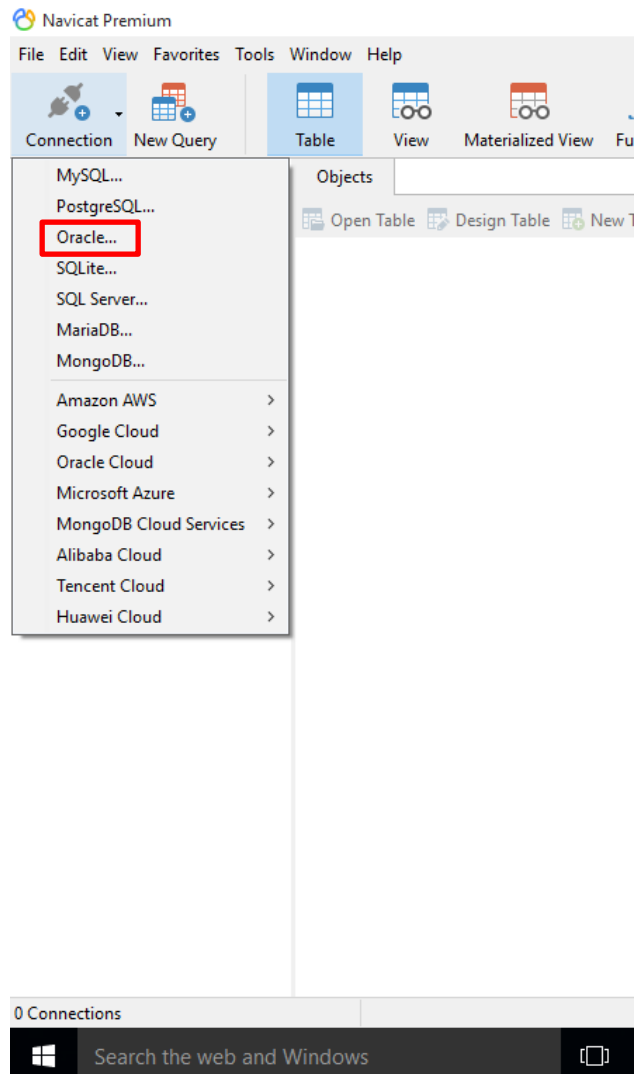 Navicat Premium
File Edit View Favorites Tools Window Help
Connection New Query Table View Materialized View
MySQL...
PostgreSQL...
Oracle...
SQLite...
SQL Server...
MariaDB...
MongoDB...
Amazon AWS
Google Cloud
Oracle Cloud
Microsoft Azure
MongoDB Cloud Services
Alibaba Cloud
Tencent Cloud
Huawei Cloud
Objects
Open Table Design Table New
0 Connections
Search the web and Windows